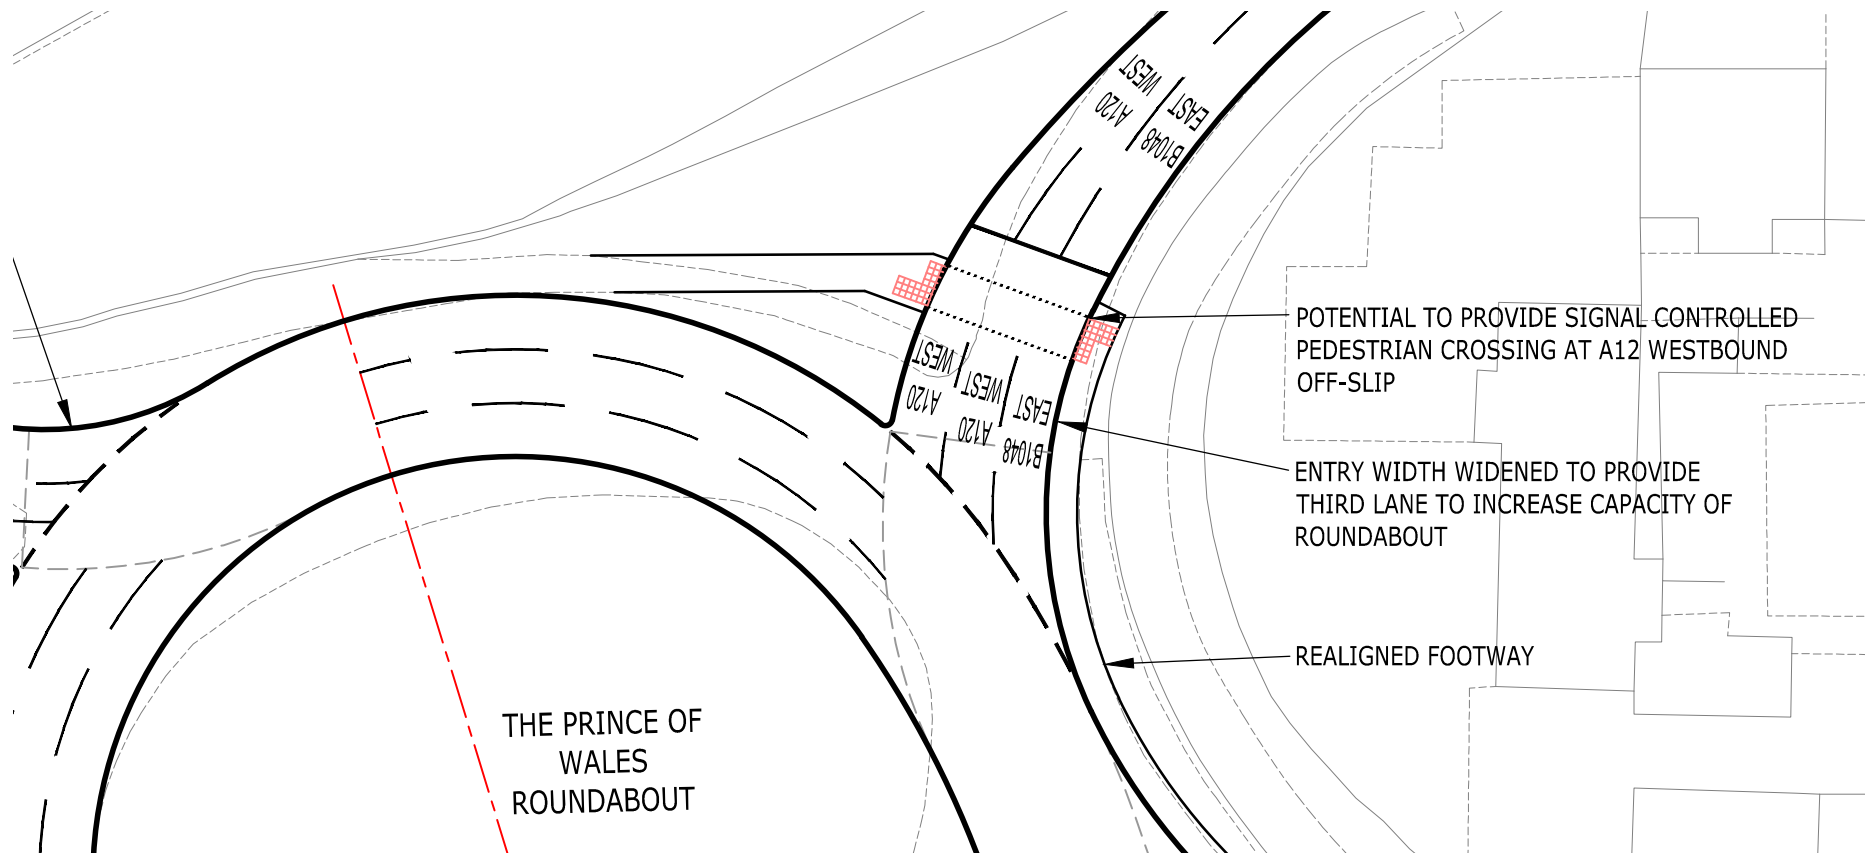 WEST
A120
EAST
B1048
WEST
A120
WEST
A120
EAST
B1048
POTENTIAL TO PROVIDE SIGNAL CONTROLLED
PEDESTRIAN CROSSING AT A12 WESTBOUND
OFF-SLIP
ENTRY WIDTH WIDENED TO PROVIDE
THIRD LANE TO INCREASE CAPACITY OF
ROUNDABOUT
REALIGNED FOOTWAY
THE PRINCE OF
WALES
ROUNDABOUT